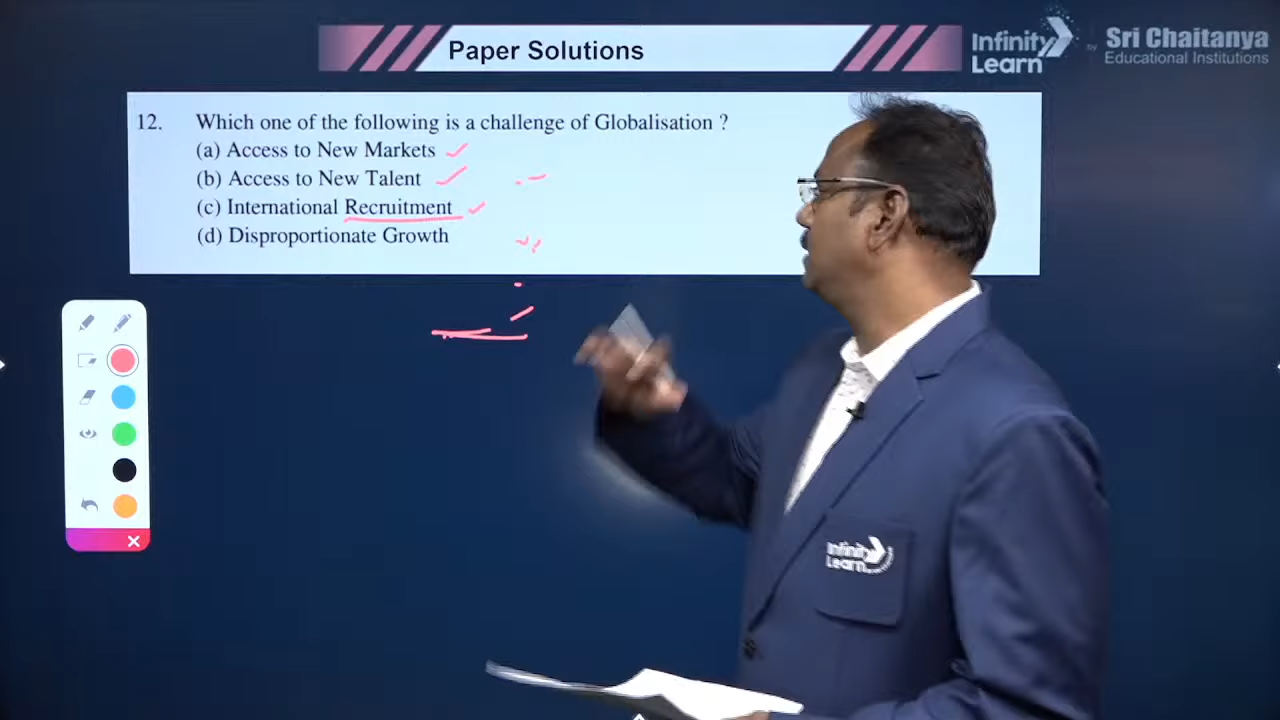 Paper Solutions
Infinity Learn
by
Sri Chaitanya
Educational Institutions
12. Which one of the following is a challenge of Globalisation ?
(a) Access to New Markets
(b) Access to New Talent
(c) International Recruitment
(d) Disproportionate Growth
Infinity
Learn